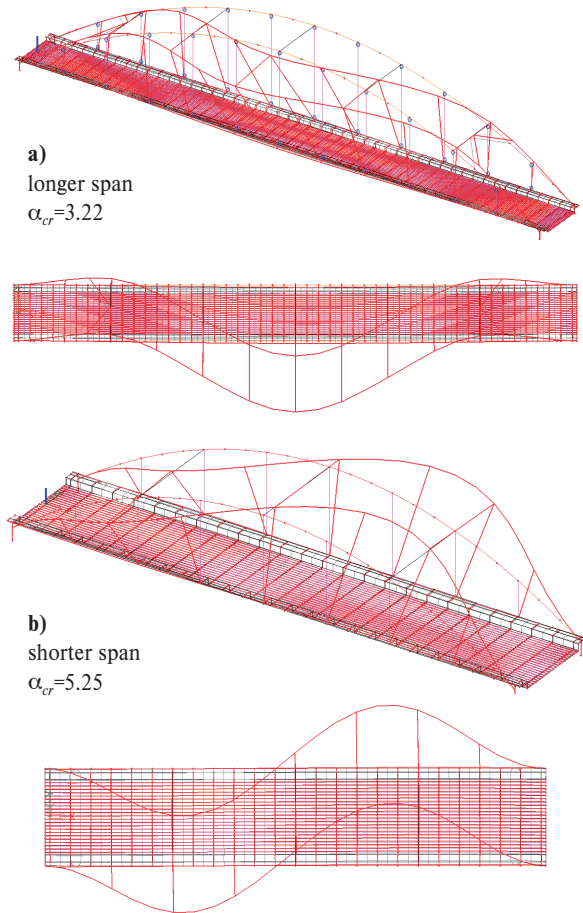 a)
longer span
αcr=3.22
b)
shorter span
αcr=5.25